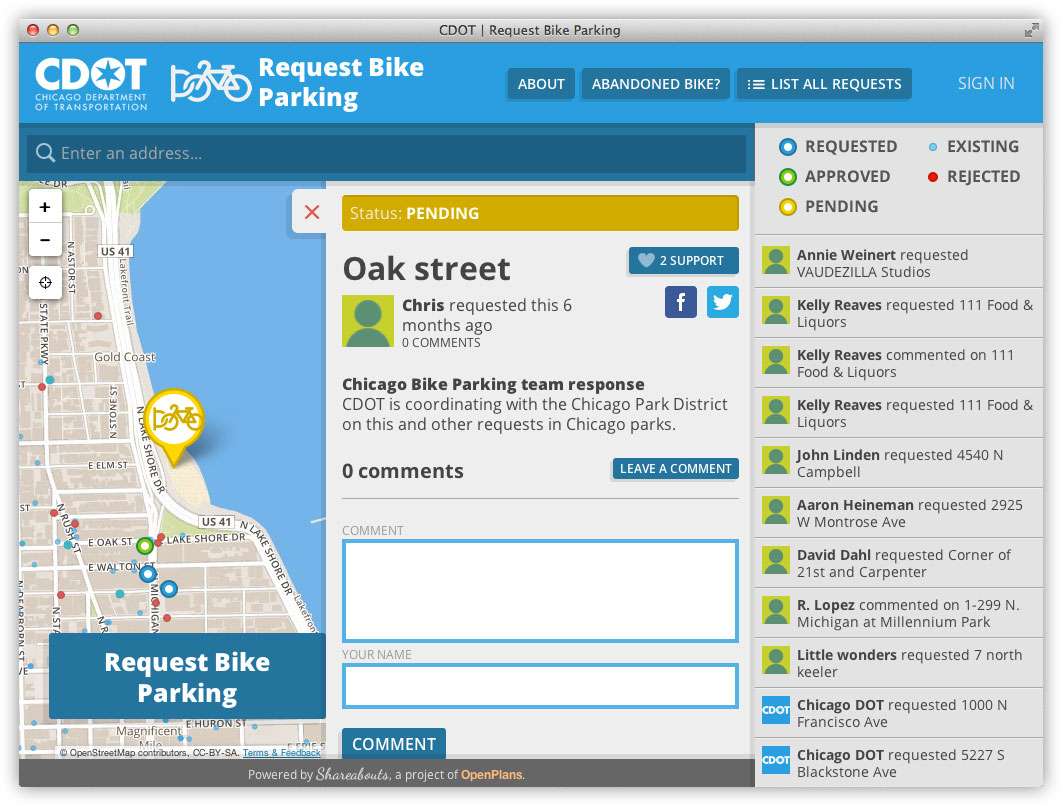 CDOT | Request Bike Parking
CDOT
CHICAGO DEPARTMENT
OF TRANSPORTATION
Request Bike
Parking
ABOUT
ABANDONED BIKE?
LIST ALL REQUESTS
SIGN IN
Enter an address...
REQUESTED
EXISTING
APPROVED
REJECTED
PENDING
+
−
US 41
Lakefront Trail
N ASTOR ST
N STATE PKWY
Gold Coast
N STONE ST
N LAKE SHORE DR
E ELM ST
US 41
N RUSH ST
E OAK ST
E LAKE SHORE DR
N LAKE SHORE DR
E WALTON ST
N MICHIGAN
N DEARBORN ST
N STA
Lakefront
Request Bike
Parking
E HURON ST
Magnificent
Mile
© OpenStreetMap contributors, CC-BY-SA. Terms & Feedback
Status: PENDING
Oak street
2 SUPPORT
Chris requested this 6
months ago
0 COMMENTS
Chicago Bike Parking team response
CDOT is coordinating with the Chicago Park District
on this and other requests in Chicago parks.
0 comments
LEAVE A COMMENT
COMMENT
YOUR NAME
COMMENT
Annie Weinert requested
VAUDEZILLA Studios
Kelly Reaves requested 111 Food &
Liquors
Kelly Reaves commented on 111
Food & Liquors
Kelly Reaves requested 111 Food &
Liquors
John Linden requested 4540 N
Campbell
Aaron Heineman requested 2925
W Montrose Ave
David Dahl requested Corner of
21st and Carpenter
R. Lopez commented on 1-299 N.
Michigan at Millennium Park
Little wonders requested 7 north
keeler
CDOT
Chicago DOT requested 1000 N
Francisco Ave
CDOT
Chicago DOT requested 5227 S
Blackstone Ave
Powered by Shareabouts, a project of OpenPlans.